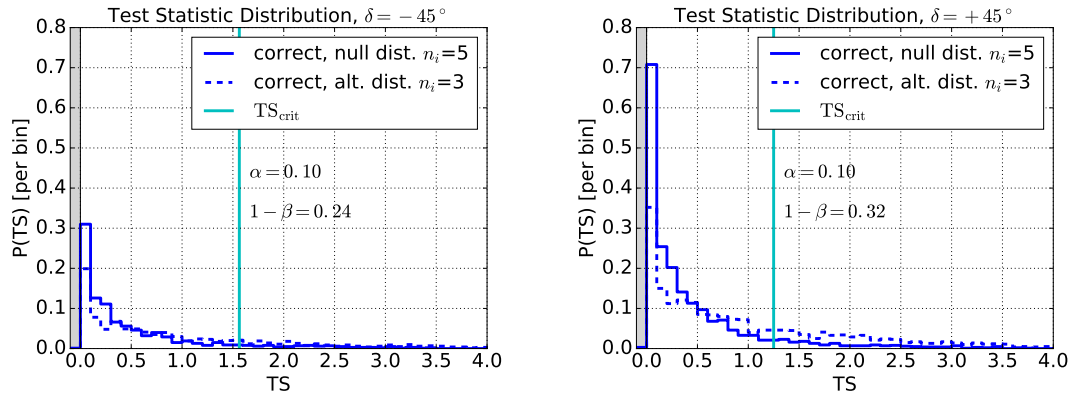 Test Statistic Distribution, δ = −45°
0.8
0.7
0.6
0.5
0.4
0.3
0.2
0.1
0.0
P(TS) [per bin]
correct, null dist. nᵢ=5
correct, alt. dist. nᵢ=3
TS_crit
α = 0.10
1 − β = 0.24
0.0 0.5 1.0 1.5 2.0 2.5 3.0 3.5 4.0
TS
Test Statistic Distribution, δ = +45°
0.8
0.7
0.6
0.5
0.4
0.3
0.2
0.1
0.0
P(TS) [per bin]
correct, null dist. nᵢ=5
correct, alt. dist. nᵢ=3
TS_crit
α = 0.10
1 − β = 0.32
0.0 0.5 1.0 1.5 2.0 2.5 3.0 3.5 4.0
TS